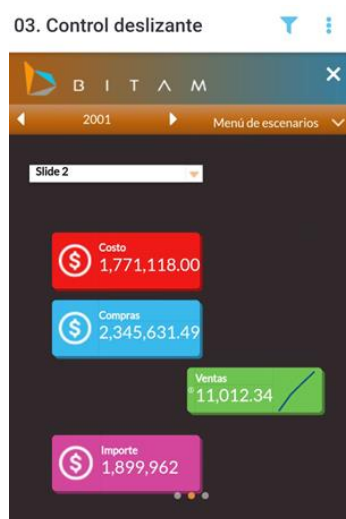 03. Control deslizante
BITAM
2001
Menú de escenarios
Slide 2
Costo
1,771,118.00
Compras
2,345,631.49
Ventas
11,012.34
Importe
1,899,962